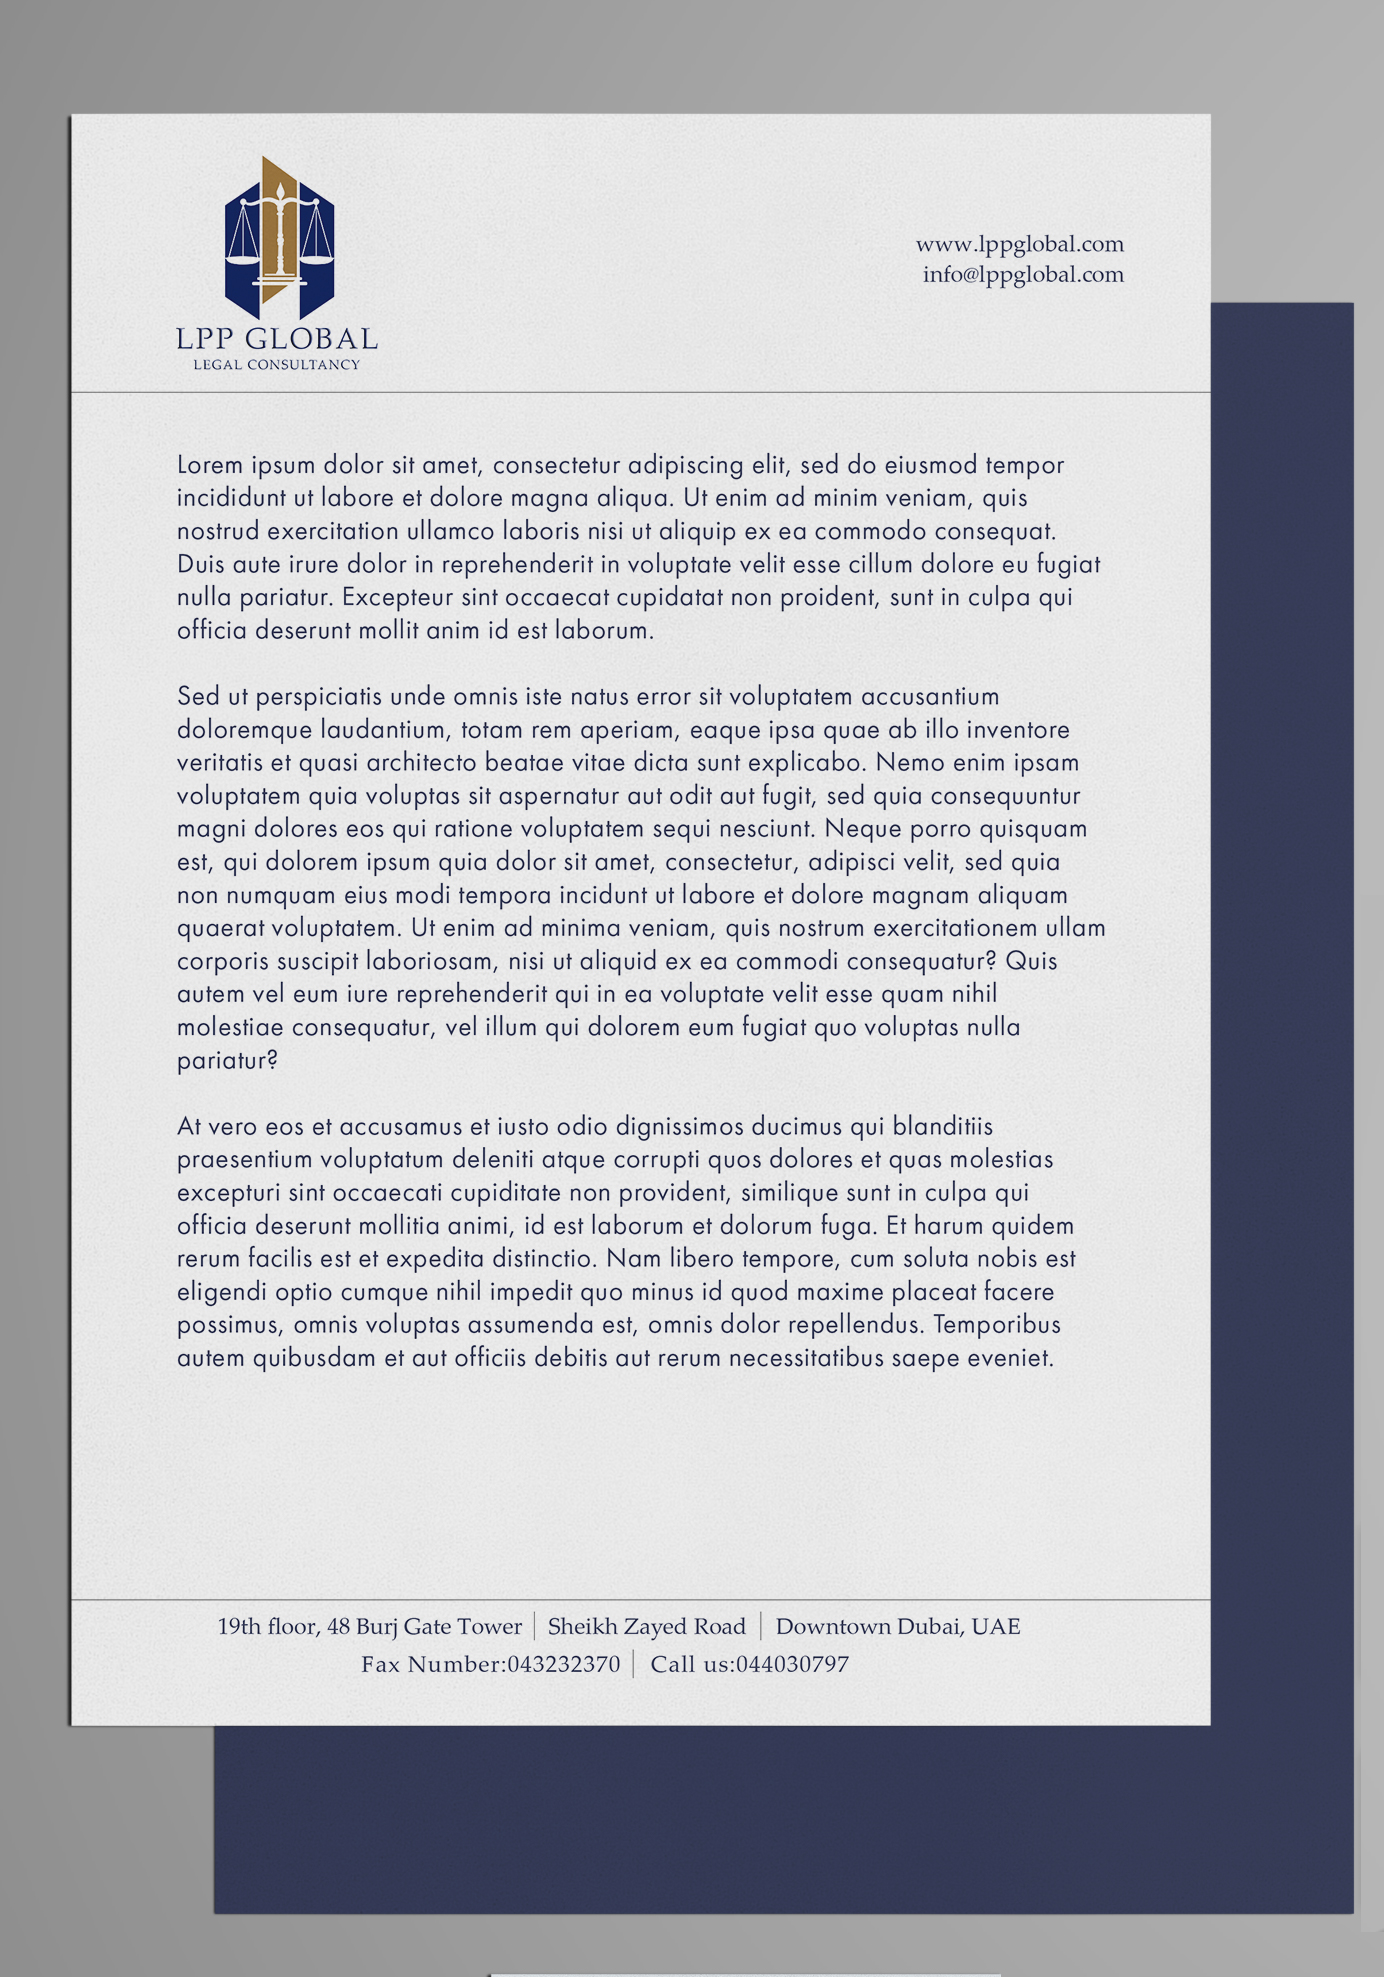 LPP GLOBAL
LEGAL CONSULTANCY
www.lppglobal.com
info@lppglobal.com
Lorem ipsum dolor sit amet, consectetur adipiscing elit, sed do eiusmod tempor
incididunt ut labore et dolore magna aliqua. Ut enim ad minim veniam, quis
nostrud exercitation ullamco laboris nisi ut aliquip ex ea commodo consequat.
Duis aute irure dolor in reprehenderit in voluptate velit esse cillum dolore eu fugiat
nulla pariatur. Excepteur sint occaecat cupidatat non proident, sunt in culpa qui
officia deserunt mollit anim id est laborum.
Sed ut perspiciatis unde omnis iste natus error sit voluptatem accusantium
doloremque laudantium, totam rem aperiam, eaque ipsa quae ab illo inventore
veritatis et quasi architecto beatae vitae dicta sunt explicabo. Nemo enim ipsam
voluptatem quia voluptas sit aspernatur aut odit aut fugit, sed quia consequuntur
magni dolores eos qui ratione voluptatem sequi nesciunt. Neque porro quisquam
est, qui dolorem ipsum quia dolor sit amet, consectetur, adipisci velit, sed quia
non numquam eius modi tempora incidunt ut labore et dolore magnam aliquam
quaerat voluptatem. Ut enim ad minima veniam, quis nostrum exercitationem ullam
corporis suscipit laboriosam, nisi ut aliquid ex ea commodi consequatur? Quis
autem vel eum iure reprehenderit qui in ea voluptate velit esse quam nihil
molestiae consequatur, vel illum qui dolorem eum fugiat quo voluptas nulla
pariatur?
At vero eos et accusamus et iusto odio dignissimos ducimus qui blanditiis
praesentium voluptatum deleniti atque corrupti quos dolores et quas molestias
excepturi sint occaecati cupiditate non provident, similique sunt in culpa qui
officia deserunt mollitia animi, id est laborum et dolorum fuga. Et harum quidem
rerum facilis est et expedita distinctio. Nam libero tempore, cum soluta nobis est
eligendi optio cumque nihil impedit quo minus id quod maxime placeat facere
possimus, omnis voluptas assumenda est, omnis dolor repellendus. Temporibus
autem quibusdam et aut officiis debitis aut rerum necessitatibus saepe eveniet.
19th floor, 48 Burj Gate Tower | Sheikh Zayed Road | Downtown Dubai, UAE
Fax Number:043232370 | Call us:044030797